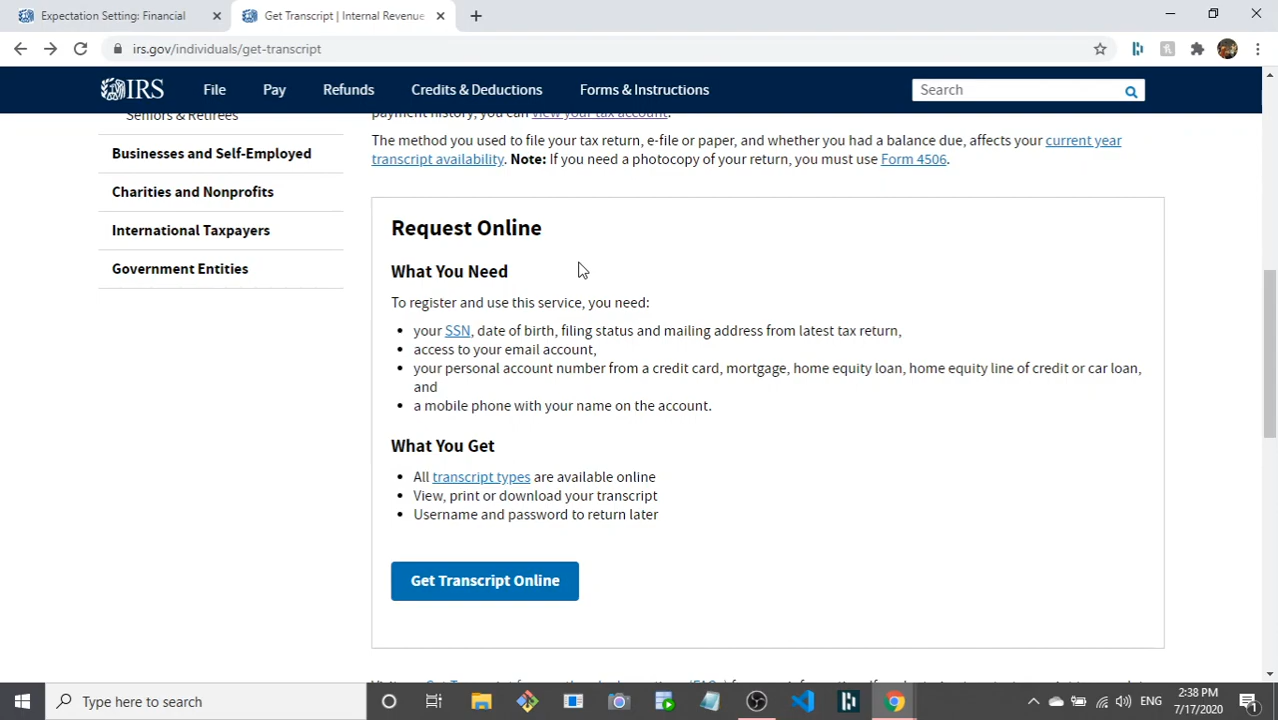 Expectation Setting: Financial
Get Transcript | Internal Revenue
irs.gov/individuals/get-transcript
IRS File Pay Refunds Credits & Deductions Forms & Instructions Search
Seniors & Retirees
Businesses and Self-Employed
Charities and Nonprofits
International Taxpayers
Government Entities
payment history, you can view your tax account.
The method you used to file your tax return, e-file or paper, and whether you had a balance due, affects your current year
transcript availability. Note: If you need a photocopy of your return, you must use Form 4506.
Request Online
What You Need
To register and use this service, you need:
• your SSN, date of birth, filing status and mailing address from latest tax return,
• access to your email account,
• your personal account number from a credit card, mortgage, home equity loan, home equity line of credit or car loan,
and
• a mobile phone with your name on the account.
What You Get
• All transcript types are available online
• View, print or download your transcript
• Username and password to return later
Get Transcript Online
Type here to search
ENG
2:38 PM
7/17/2020